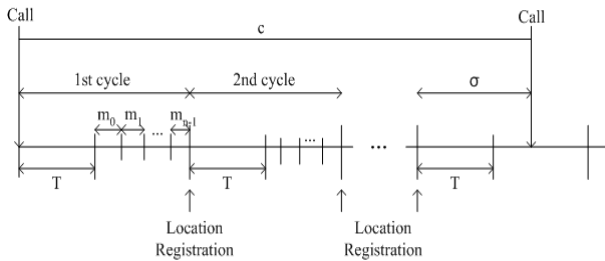 Call Call
c
1st cycle 2nd cycle σ
m0 m1 ... mn-1 ... ...
T T T
Location Location
Registration Registration